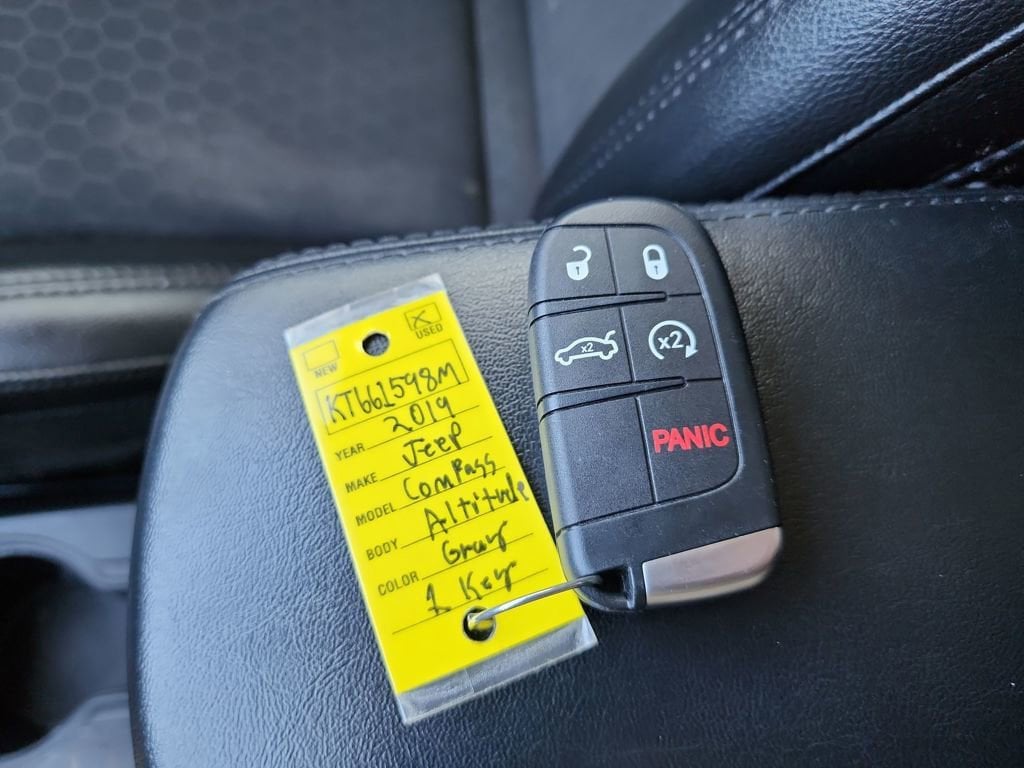 NEW
USED
KT661598M
YEAR 2019
MAKE Jeep
MODEL Compass
BODY Altitude
COLOR Gray
1 Key
x2
x2
PANIC